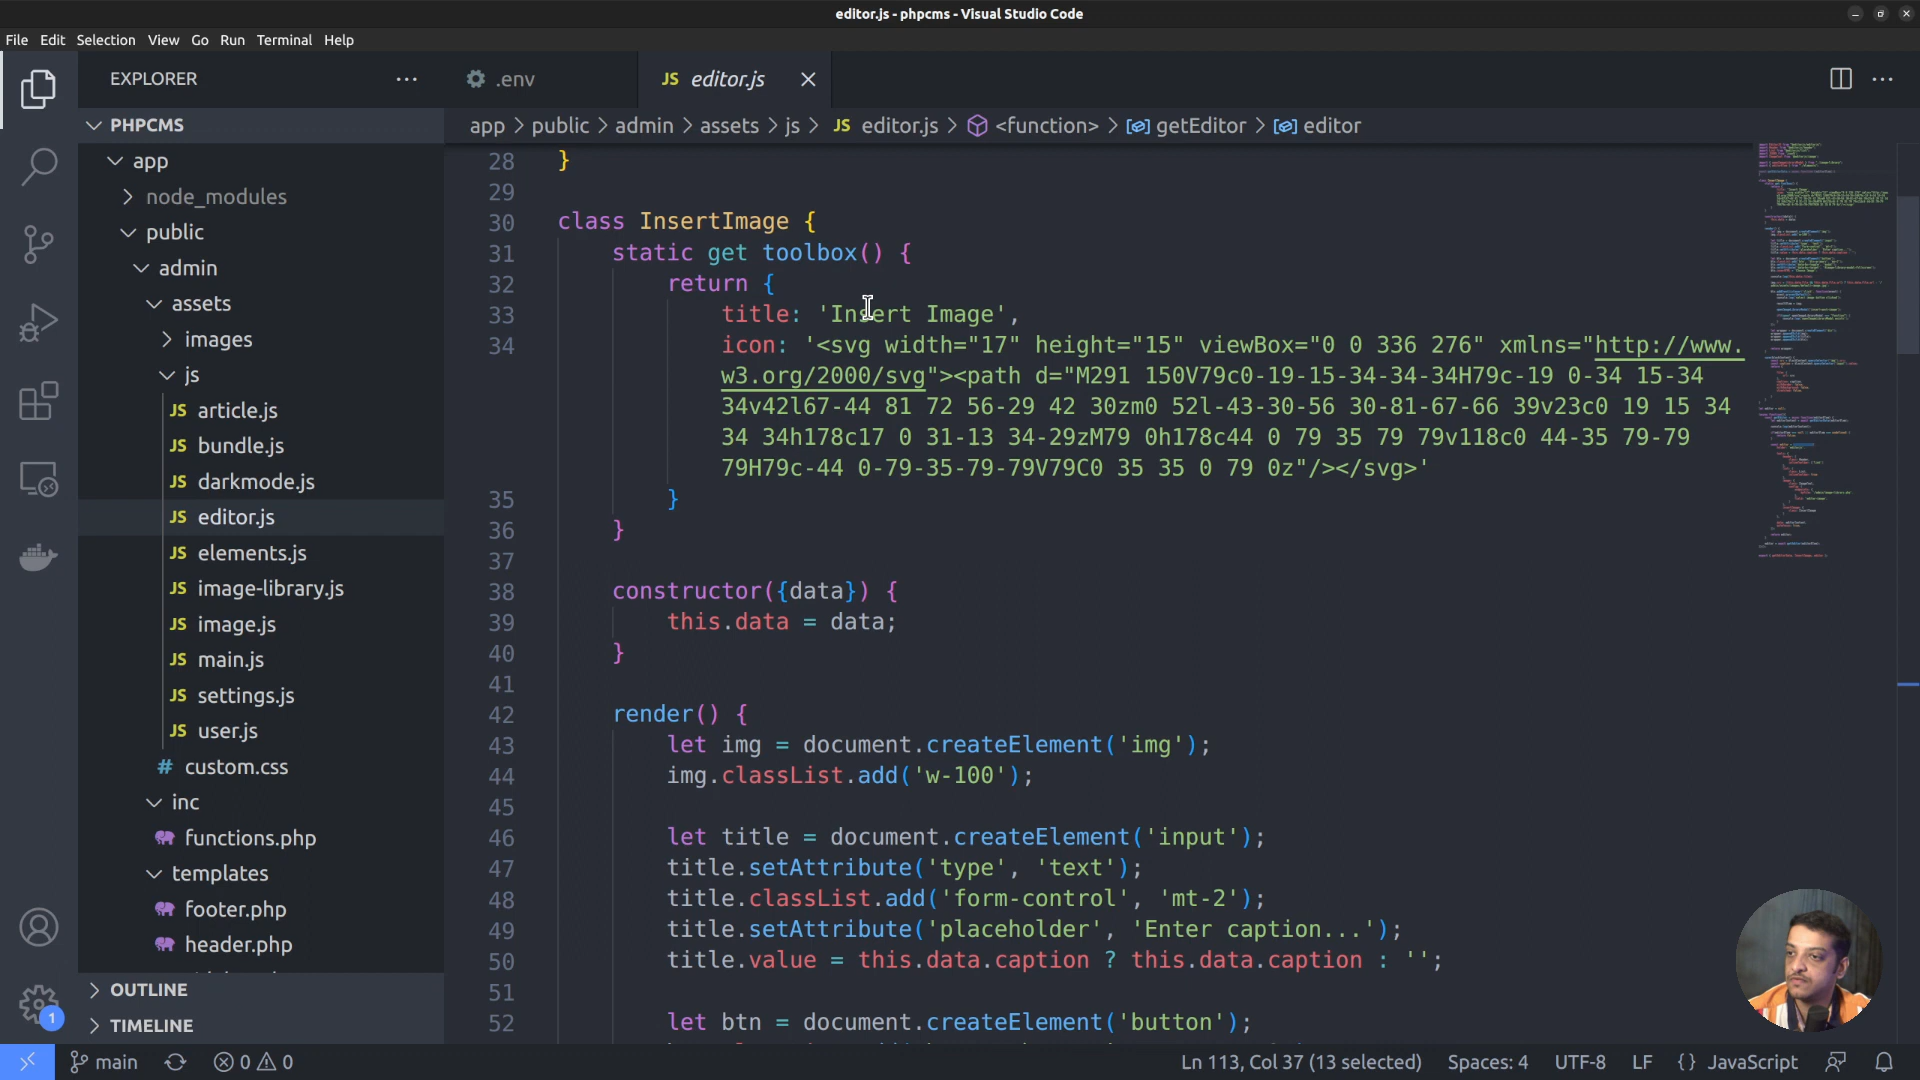 editor.js - phpcms - Visual Studio Code
File Edit Selection View Go Run Terminal Help
EXPLORER
.env
JS editor.js
PHPCMS
app > public > admin > assets > js > JS editor.js > <function> > getEditor > editor
app
node_modules
public
admin
assets
images
js
JS article.js
JS bundle.js
JS darkmode.js
JS editor.js
JS elements.js
JS image-library.js
JS image.js
JS main.js
JS settings.js
JS user.js
# custom.css
inc
functions.php
templates
footer.php
header.php
OUTLINE
TIMELINE
28 }
29
30 class InsertImage {
31 static get toolbox() {
32 return {
33 title: 'Insert Image',
34 icon: '<svg width="17" height="15" viewBox="0 0 336 276" xmlns="http://www.
w3.org/2000/svg"><path d="M291 150V79c0-19-15-34-34-34H79c-19 0-34 15-34
34v42l67-44 81 72 56-29 42 30zm0 52l-43-30-56 30-81-67-66 39v23c0 19 15 34
34 34h178c17 0 31-13 34-29zM79 0h178c44 0 79 35 79 79v118c0 44-35 79-79
79H79c-44 0-79-35-79-79V79C0 35 35 0 79 0z"/></svg>'
35 }
36 }
37
38 constructor({data}) {
39 this.data = data;
40 }
41
42 render() {
43 let img = document.createElement('img');
44 img.classList.add('w-100');
45
46 let title = document.createElement('input');
47 title.setAttribute('type', 'text');
48 title.classList.add('form-control', 'mt-2');
49 title.setAttribute('placeholder', 'Enter caption...');
50 title.value = this.data.caption ? this.data.caption : '';
51
52 let btn = document.createElement('button');
1
main 0 0 Ln 113, Col 37 (13 selected) Spaces: 4 UTF-8 LF {} JavaScript